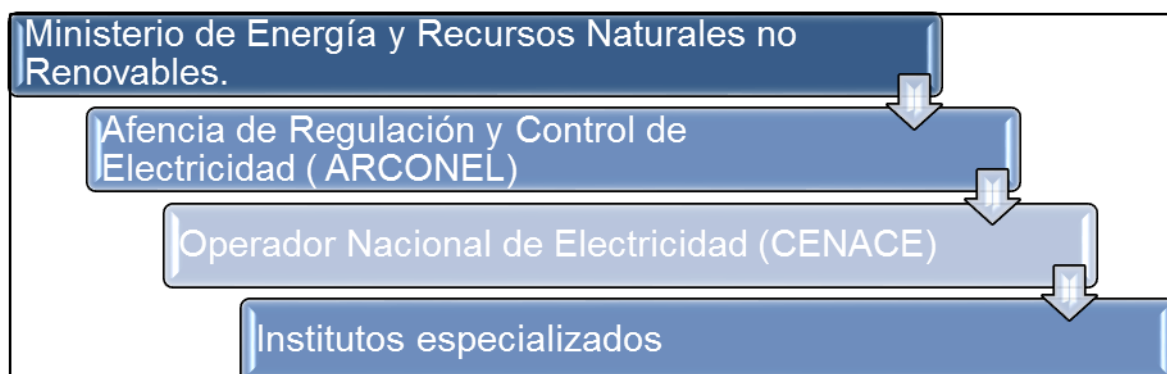 Ministerio de Energía y Recursos Naturales no
Renovables.
Afencia de Regulación y Control de
Electricidad ( ARCONEL)
Operador Nacional de Electricidad (CENACE)
Institutos especializados